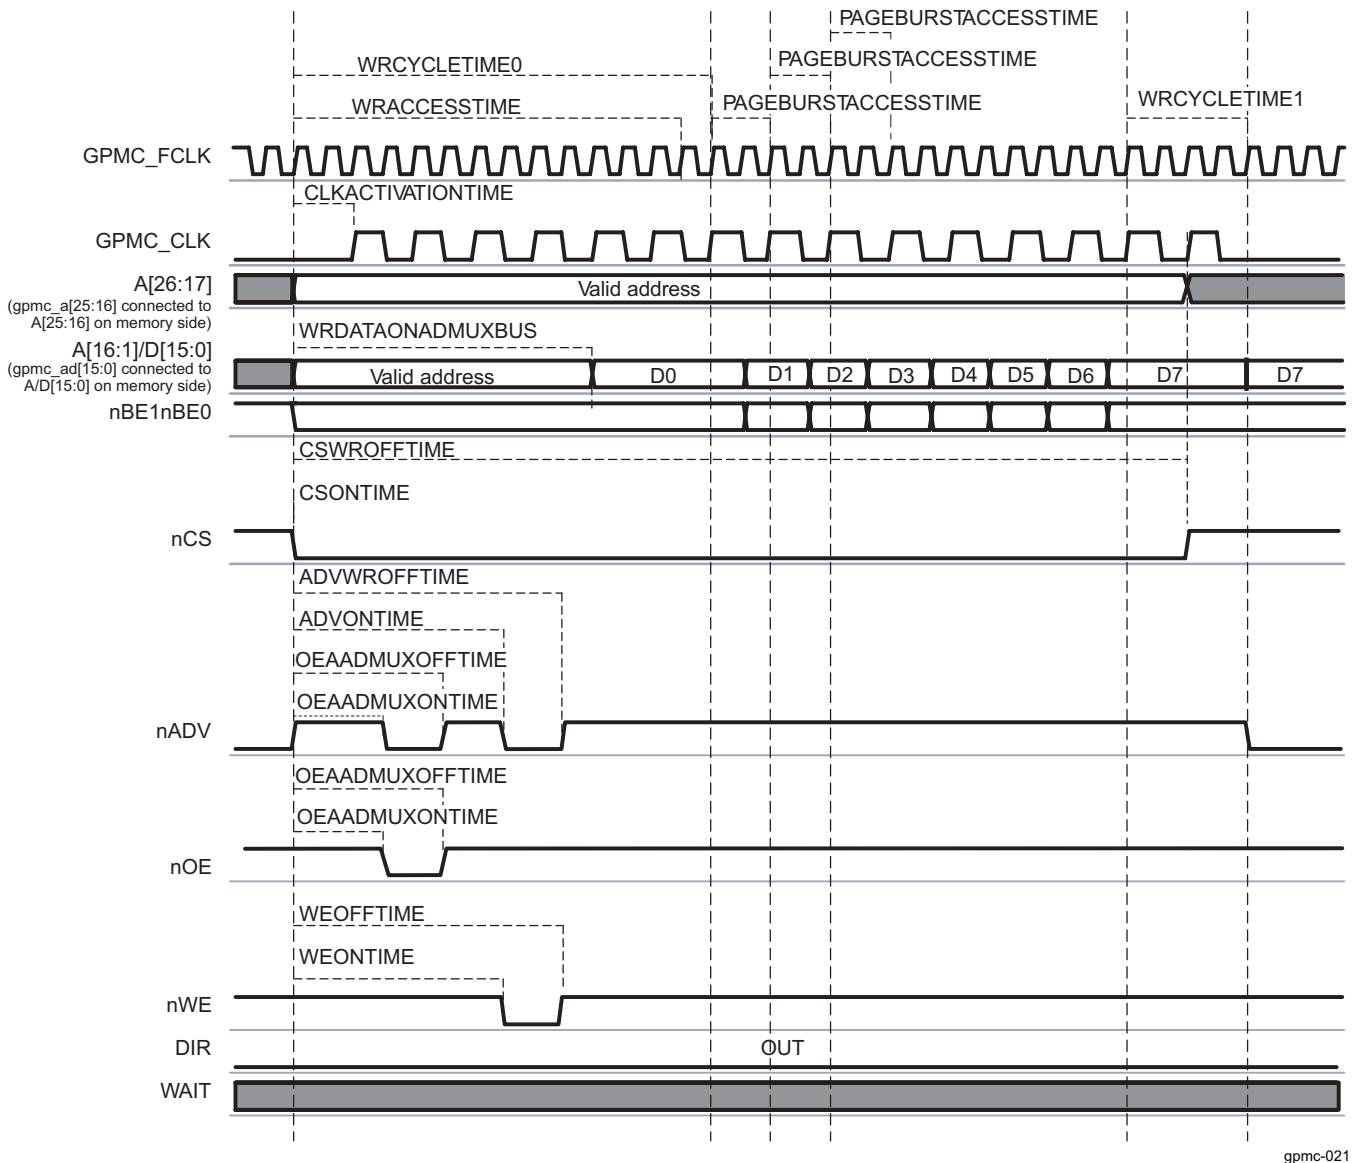 PAGEBURSTACCESSTIME
WRCYCLETIME0
PAGEBURSTACCESSTIME
WRACCESSTIME
PAGEBURSTACCESSTIME
WRCYCLETIME1
GPMC_FCLK
CLKACTIVATIONTIME
GPMC_CLK
A[26:17]
(gpmc_a[25:16] connected to
A[25:16] on memory side)
Valid address
WRDATAONADMUXBUS
A[16:1]/D[15:0]
(gpmc_ad[15:0] connected to
A/D[15:0] on memory side)
Valid address D0 D1 D2 D3 D4 D5 D6 D7 D7
nBE1nBE0
CSWROFFTIME
CSONTIME
nCS
ADVWROFFTIME
ADVONTIME
OEAADMUXOFFTIME
OEAADMUXONTIME
nADV
OEAADMUXOFFTIME
OEAADMUXONTIME
nOE
WEOFFTIME
WEONTIME
nWE
DIR OUT
WAIT
gpmc-021